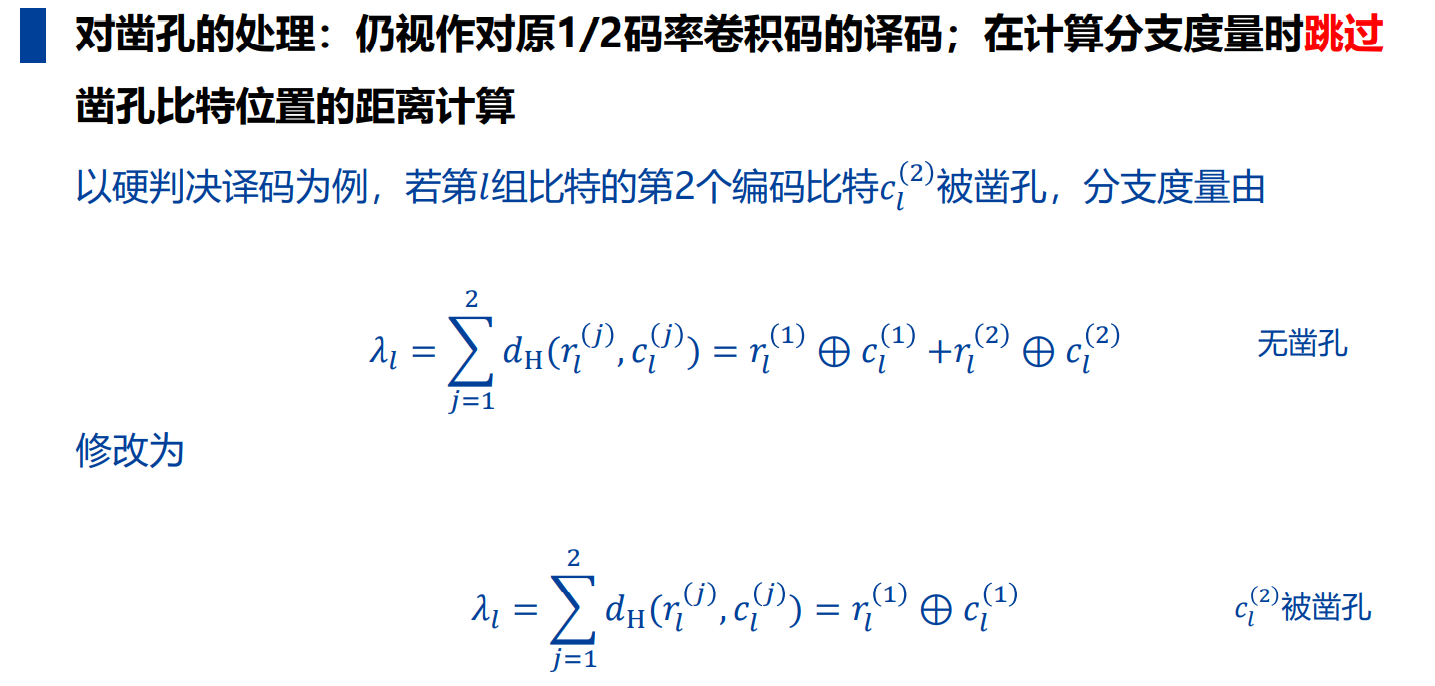 对凿孔的处理：仍视作对原1/2码率卷积码的译码；在计算分支度量时跳过
凿孔比特位置的距离计算
以硬判决译码为例，若第𝑙组比特的第2个编码比特$c_l^{(2)}$被凿孔，分支度量由
$\lambda_l = \sum_{j=1}^{2} d_{\mathrm{H}}(r_l^{(j)}, c_l^{(j)}) = r_l^{(1)} \oplus c_l^{(1)} + r_l^{(2)} \oplus c_l^{(2)}$ 无凿孔
修改为
$\lambda_l = \sum_{j=1}^{2} d_{\mathrm{H}}(r_l^{(j)}, c_l^{(j)}) = r_l^{(1)} \oplus c_l^{(1)}$ $c_l^{(2)}$被凿孔